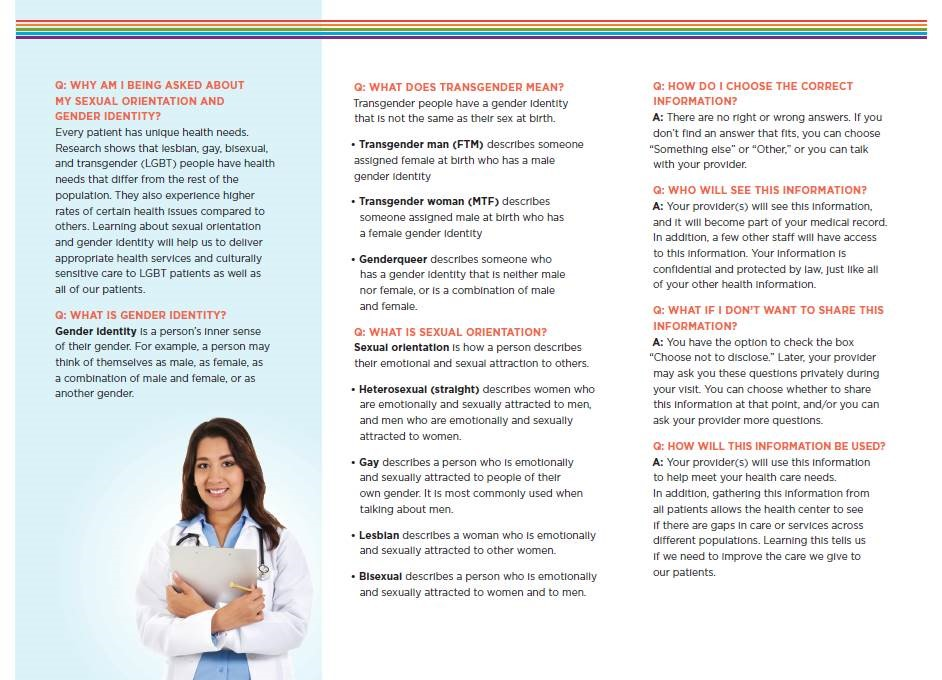 Q: WHY AM I BEING ASKED ABOUT
MY SEXUAL ORIENTATION AND
GENDER IDENTITY?
Every patient has unique health needs.
Research shows that lesbian, gay, bisexual,
and transgender (LGBT) people have health
needs that differ from the rest of the
population. They also experience higher
rates of certain health issues compared to
others. Learning about sexual orientation
and gender identity will help us to deliver
appropriate health services and culturally
sensitive care to LGBT patients as well as
all of our patients.
Q: WHAT IS GENDER IDENTITY?
Gender identity is a person's inner sense
of their gender. For example, a person may
think of themselves as male, as female, as
a combination of male and female, or as
another gender.
Q: WHAT DOES TRANSGENDER MEAN?
Transgender people have a gender identity
that is not the same as their sex at birth.
• Transgender man (FTM) describes someone
assigned female at birth who has a male
gender identity
• Transgender woman (MTF) describes
someone assigned male at birth who has
a female gender identity
• Genderqueer describes someone who
has a gender identity that is neither male
nor female, or is a combination of male
and female.
Q: WHAT IS SEXUAL ORIENTATION?
Sexual orientation is how a person describes
their emotional and sexual attraction to others.
• Heterosexual (straight) describes women who
are emotionally and sexually attracted to men,
and men who are emotionally and sexually
attracted to women.
• Gay describes a person who is emotionally
and sexually attracted to people of their
own gender. It is most commonly used when
talking about men.
• Lesbian describes a woman who is emotionally
and sexually attracted to other women.
• Bisexual describes a person who is emotionally
and sexually attracted to women and to men.
Q: HOW DO I CHOOSE THE CORRECT
INFORMATION?
A: There are no right or wrong answers. If you
don't find an answer that fits, you can choose
“Something else” or “Other,” or you can talk
with your provider.
Q: WHO WILL SEE THIS INFORMATION?
A: Your provider(s) will see this information,
and it will become part of your medical record.
In addition, a few other staff will have access
to this information. Your information is
confidential and protected by law, just like all
of your other health information.
Q: WHAT IF I DON'T WANT TO SHARE THIS
INFORMATION?
A: You have the option to check the box
“Choose not to disclose.” Later, your provider
may ask you these questions privately during
your visit. You can choose whether to share
this information at that point, and/or you can
ask your provider more questions.
Q: HOW WILL THIS INFORMATION BE USED?
A: Your provider(s) will use this information
to help meet your health care needs.
In addition, gathering this information from
all patients allows the health center to see
if there are gaps in care or services across
different populations. Learning this tells us
if we need to improve the care we give to
our patients.